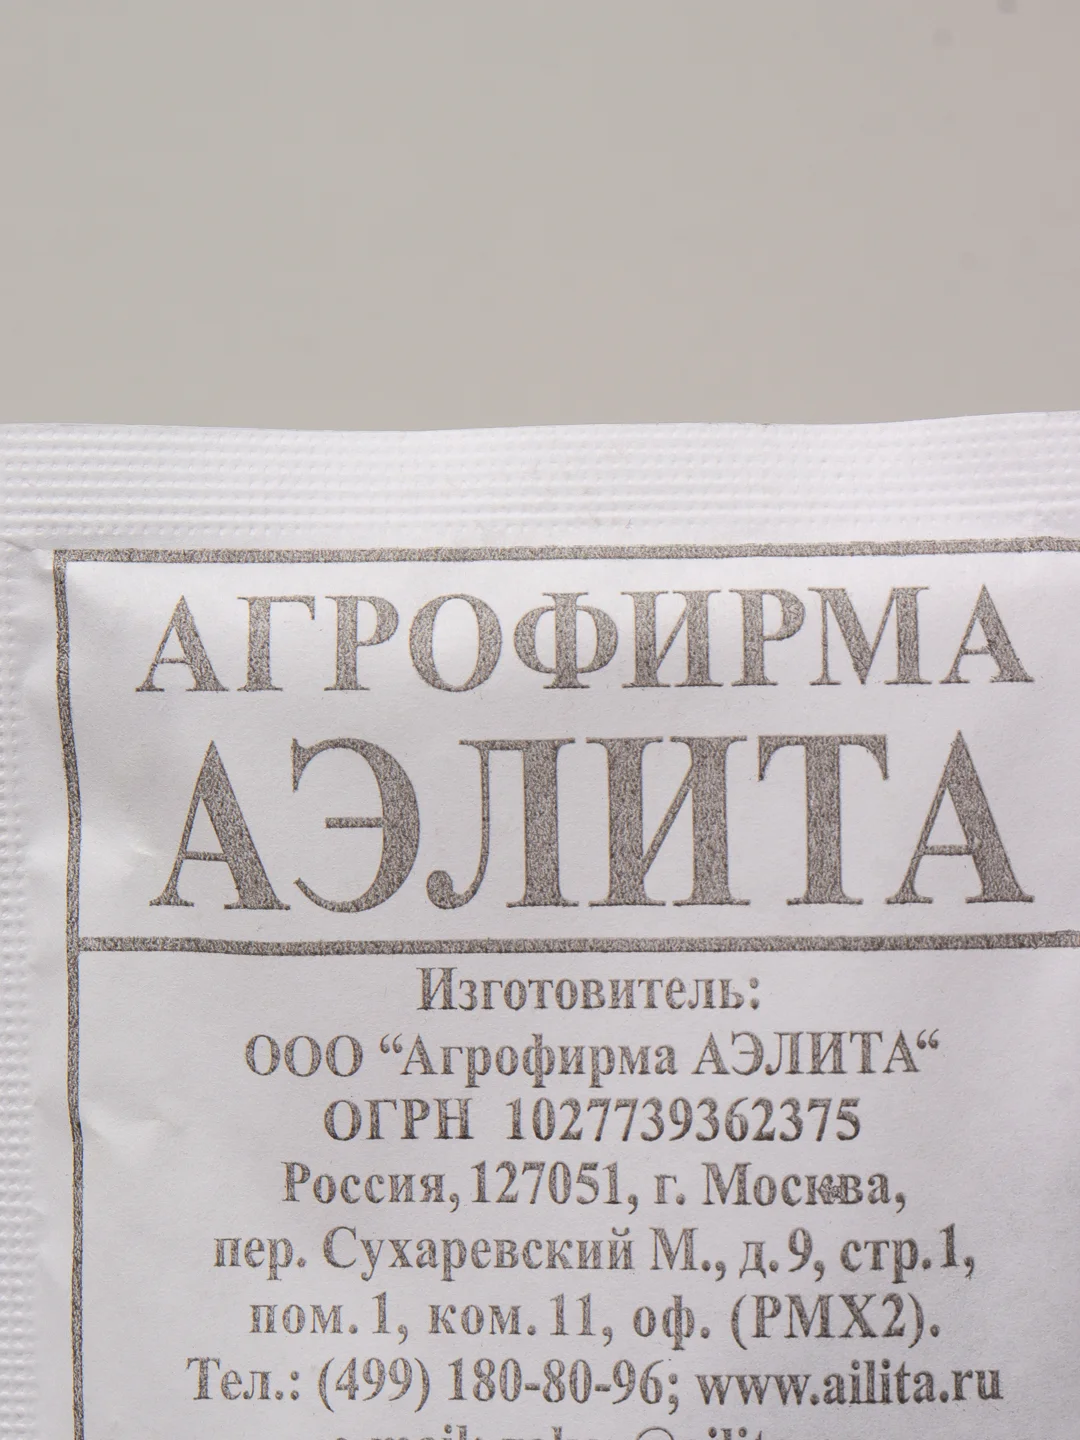 АГРОФИРМА
АЭЛИТА
Изготовитель:
ООО “Агрофирма АЭЛИТА“
ОГРН 1027739362375
Россия, 127051, г. Москва,
пер. Сухаревский М., д. 9, стр. 1,
пом. 1, ком. 11, оф. (РМХ2).
Тел.: (499) 180-80-96; www.ailita.ru